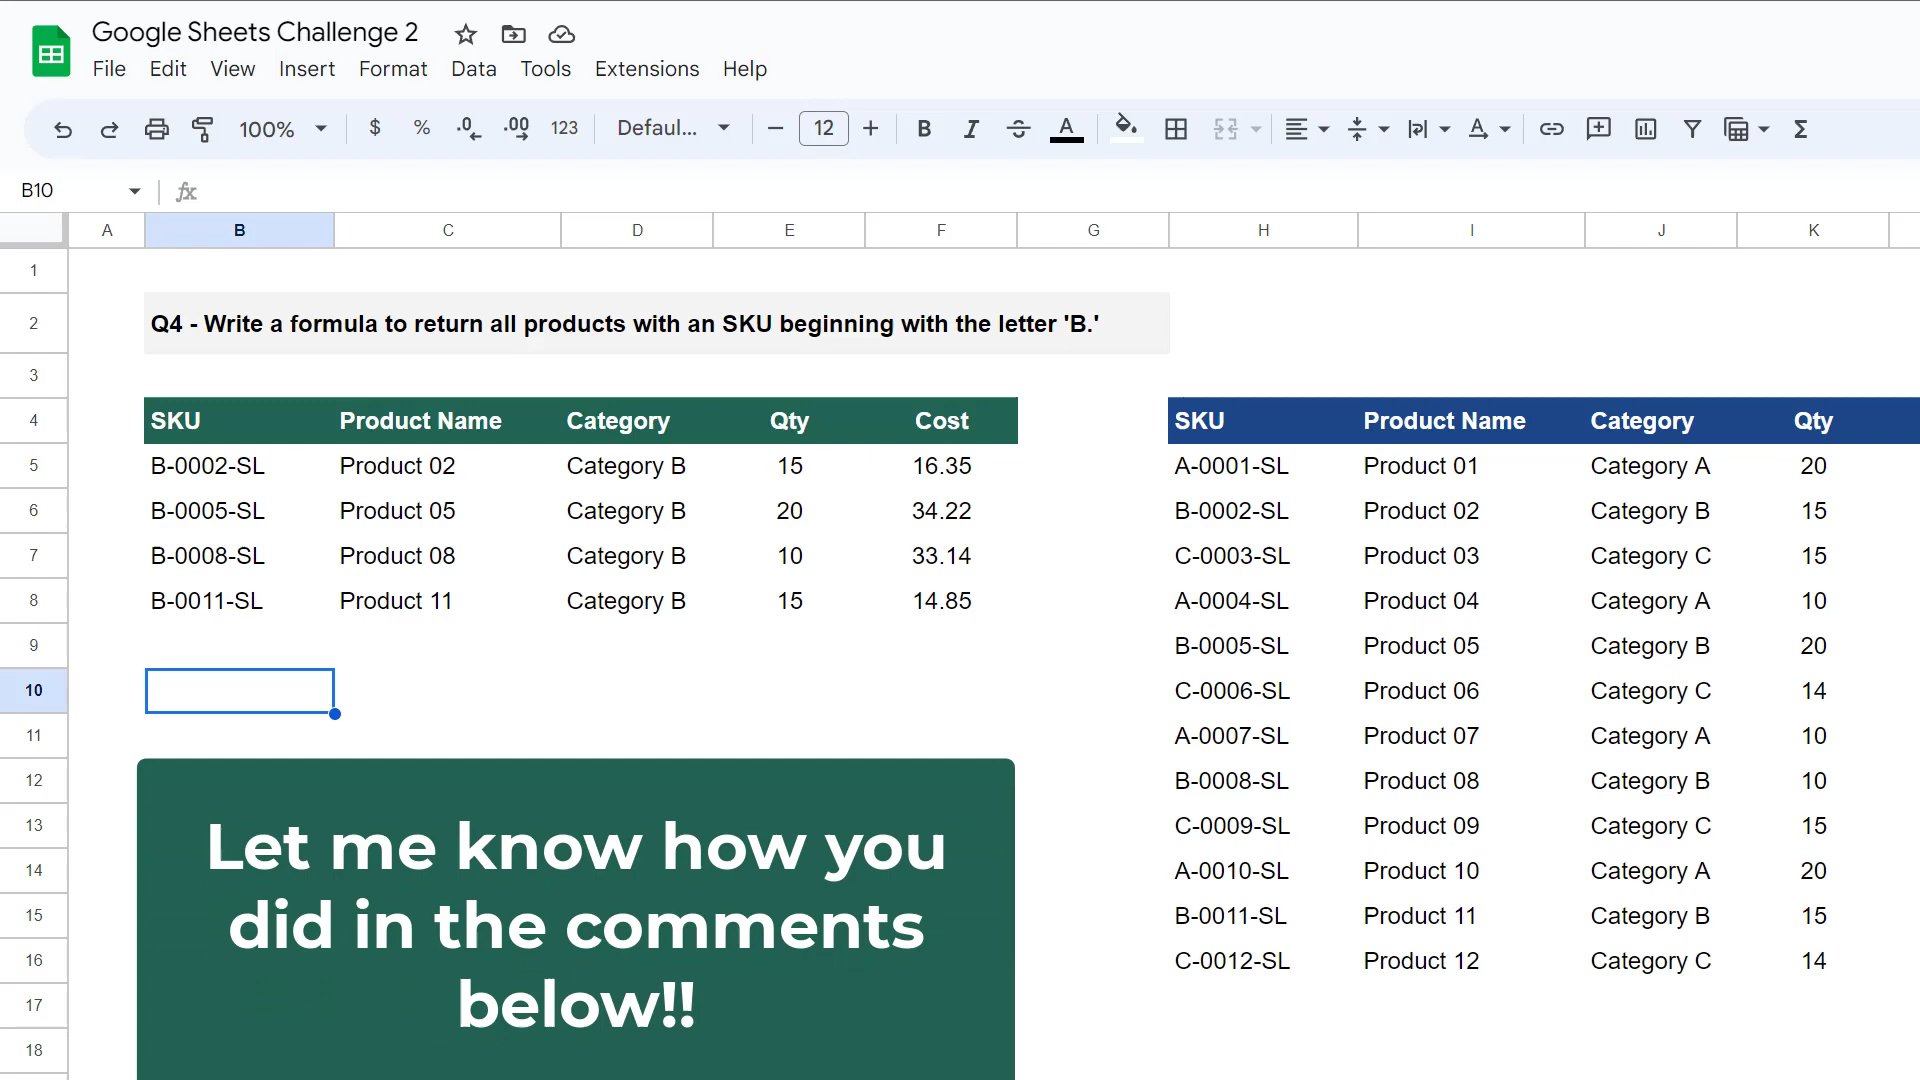 Google Sheets Challenge 2
File Edit View Insert Format Data Tools Extensions Help
100% $ % .0 .00 123 Defaul... 12 B I S A A Σ
B10 fx
A B C D E F G H I J K
1
2 Q4 - Write a formula to return all products with an SKU beginning with the letter 'B.'
3
4 SKU Product Name Category Qty Cost SKU Product Name Category Qty
5 B-0002-SL Product 02 Category B 15 16.35 A-0001-SL Product 01 Category A 20
6 B-0005-SL Product 05 Category B 20 34.22 B-0002-SL Product 02 Category B 15
7 B-0008-SL Product 08 Category B 10 33.14 C-0003-SL Product 03 Category C 15
8 B-0011-SL Product 11 Category B 15 14.85 A-0004-SL Product 04 Category A 10
9 B-0005-SL Product 05 Category B 20
10 C-0006-SL Product 06 Category C 14
11 A-0007-SL Product 07 Category A 10
12 B-0008-SL Product 08 Category B 10
13 C-0009-SL Product 09 Category C 15
14 A-0010-SL Product 10 Category A 20
15 B-0011-SL Product 11 Category B 15
16 C-0012-SL Product 12 Category C 14
17
18
Let me know how you
did in the comments
below!!